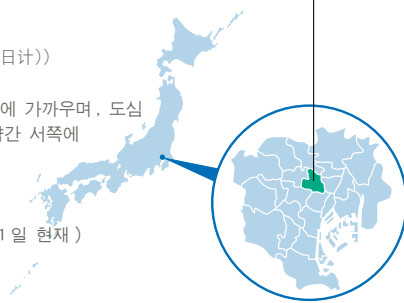 日计))
에 가까우며, 도심
약간 서쪽에
1일 현재)